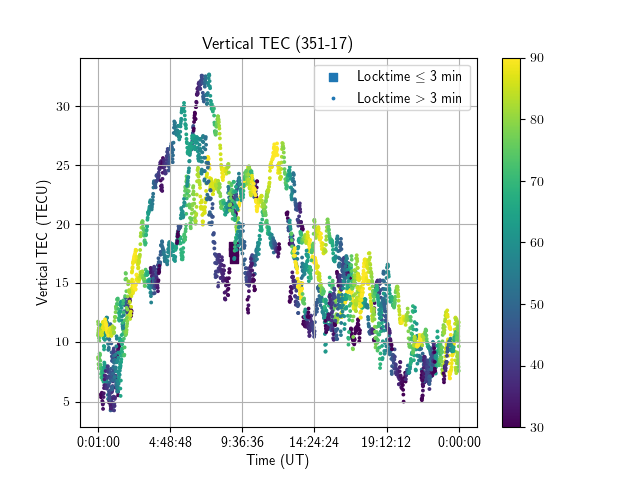 Vertical TEC (351-17)
Locktime ≤ 3 min
Locktime > 3 min
Vertical TEC (TECU)
30
25
20
15
10
5
0:01:00 4:48:48 9:36:36 14:24:24 19:12:12 0:00:00
Time (UT)
90
80
70
60
50
40
30